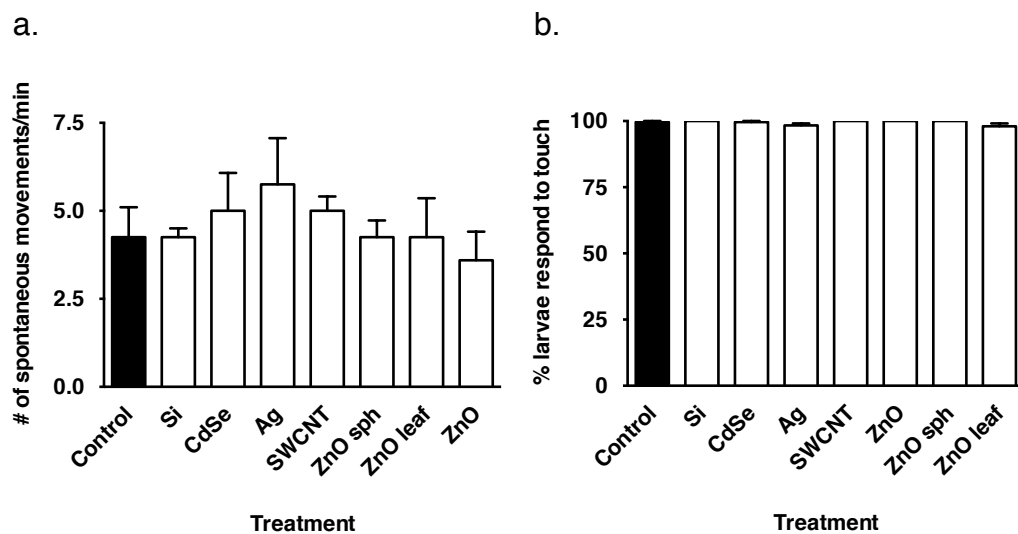 a.
# of spontaneous movements/min
7.5
5.0
2.5
0.0
Control
Si
CdSe
Ag
SWCNT
ZnO sph
ZnO leaf
ZnO
Treatment
b.
% larvae respond to touch
100
75
50
25
0
Control
Si
CdSe
Ag
SWCNT
ZnO
ZnO sph
ZnO leaf
Treatment